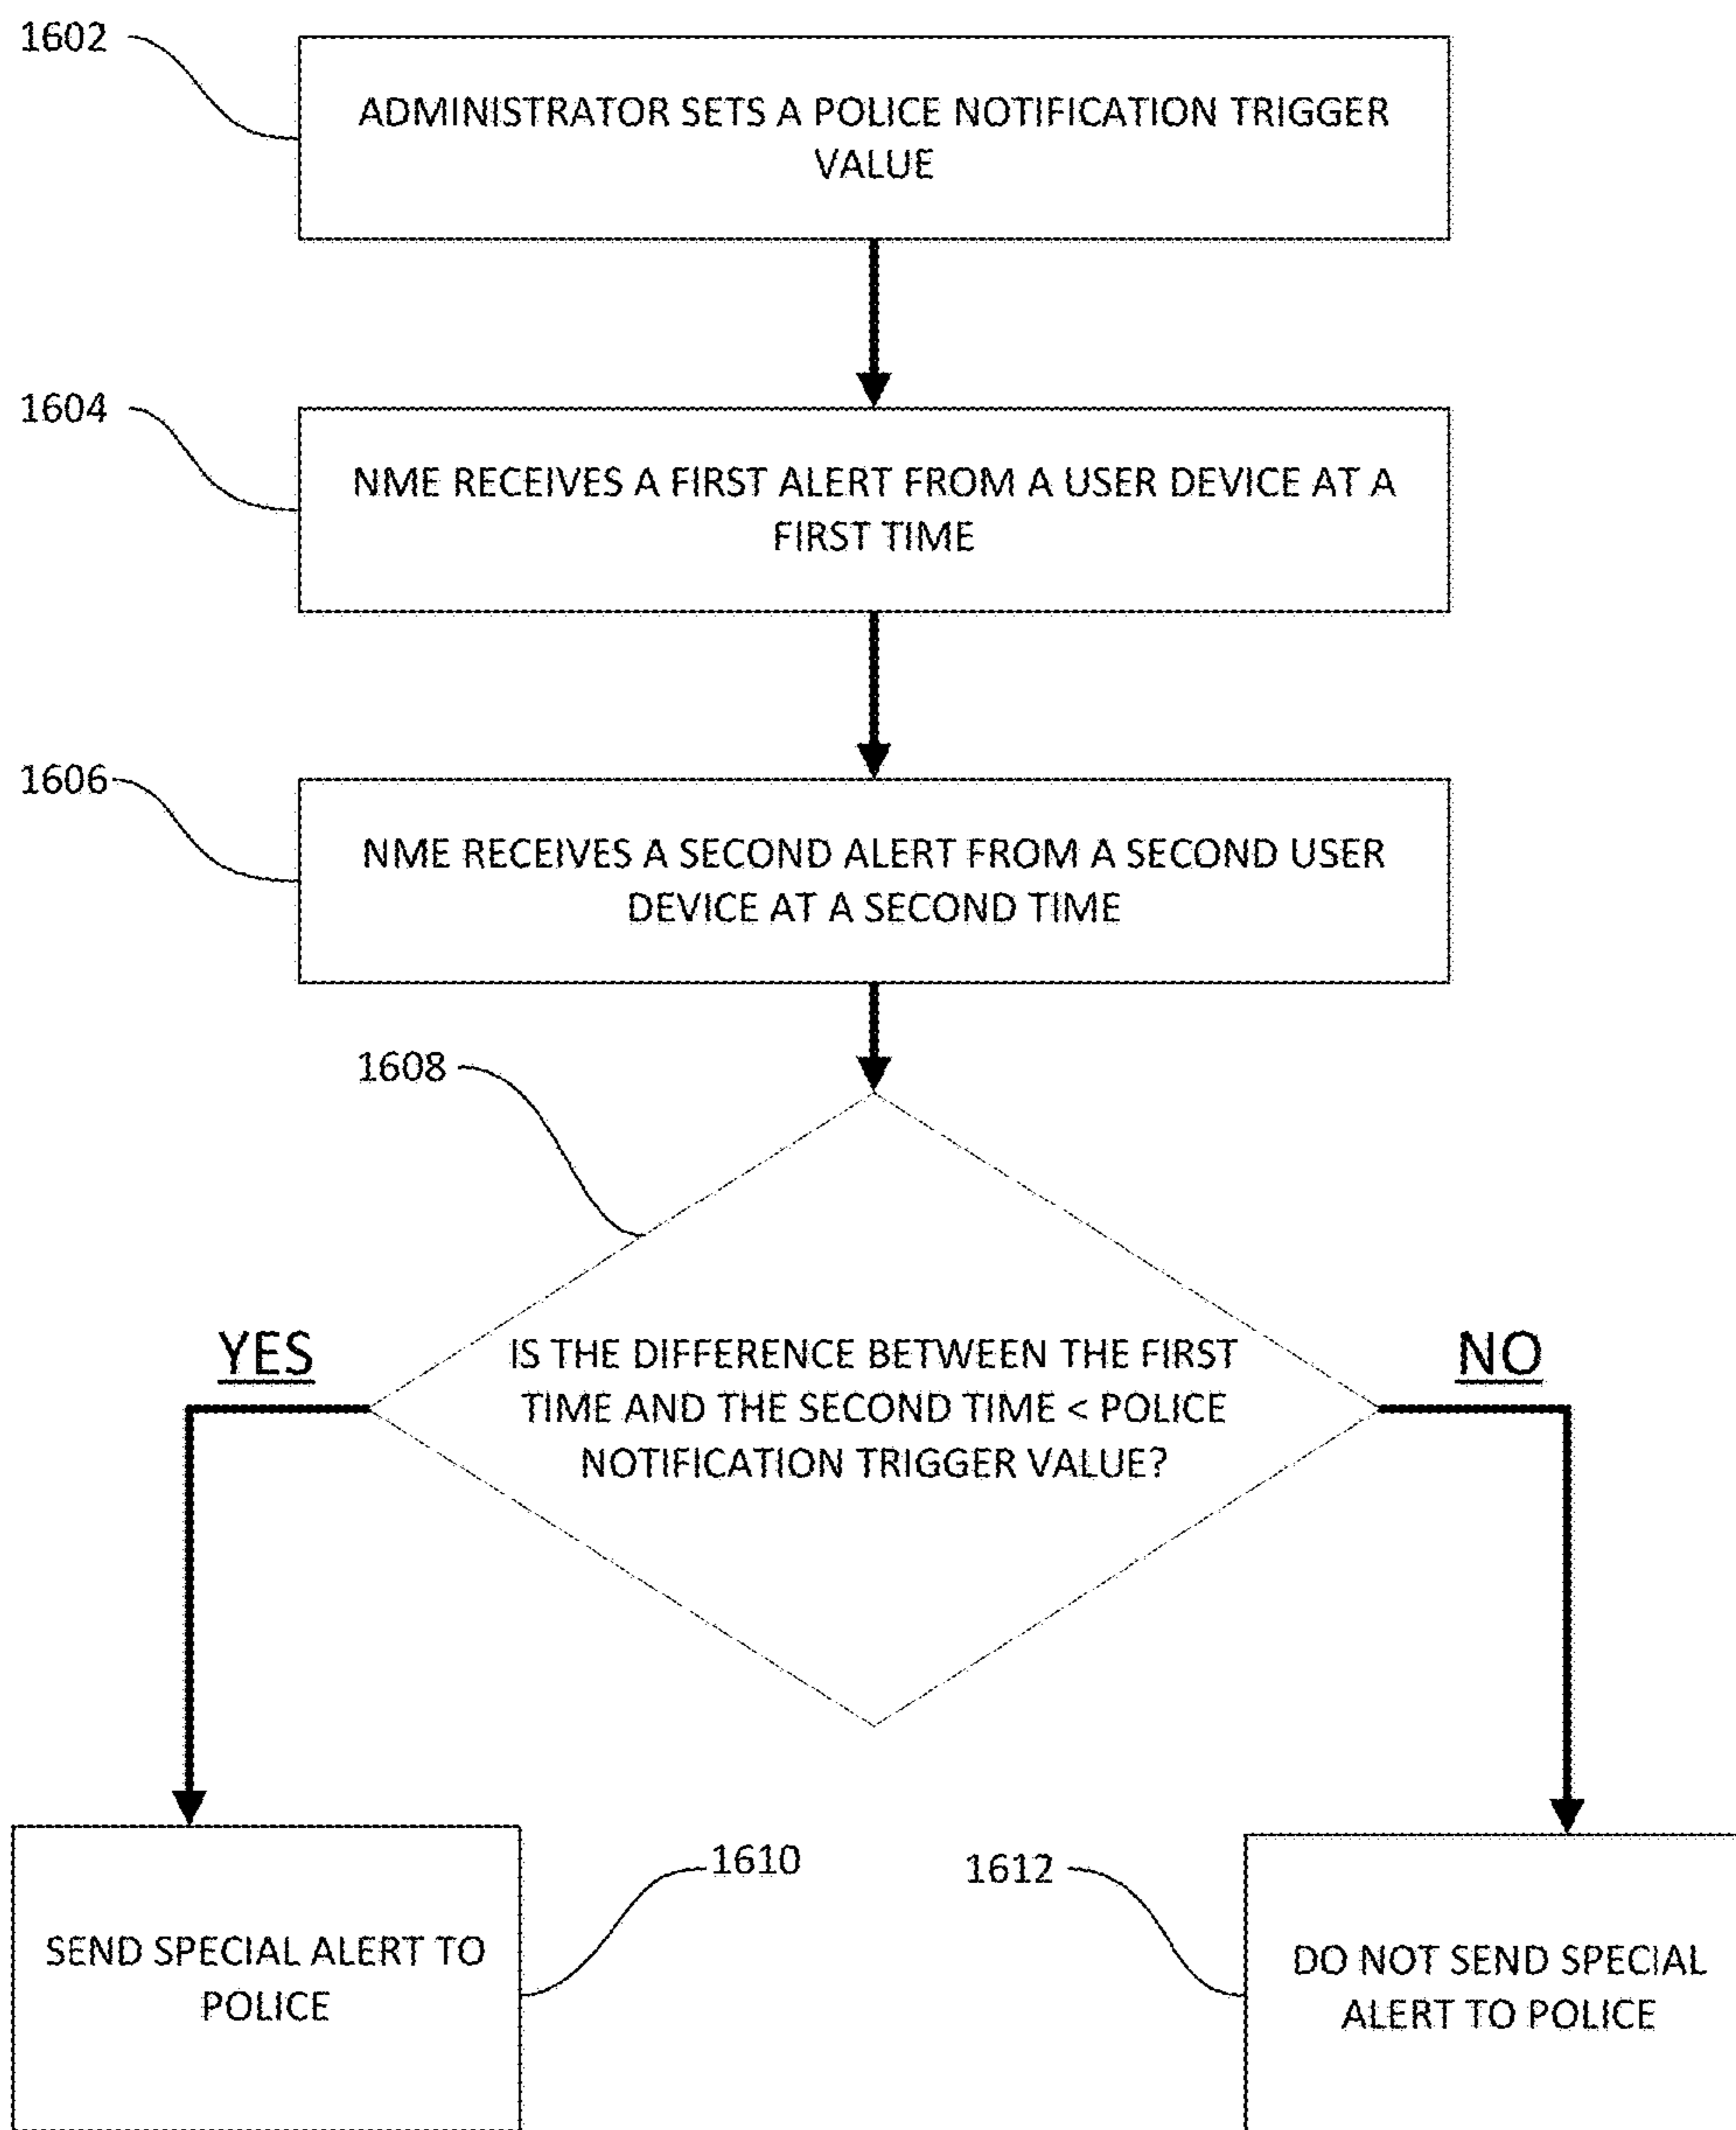 1602
ADMINISTRATOR SETS A POLICE NOTIFICATION TRIGGER
VALUE
1604
NME RECEIVES A FIRST ALERT FROM A USER DEVICE AT A
FIRST TIME
1606
NME RECEIVES A SECOND ALERT FROM A SECOND USER
DEVICE AT A SECOND TIME
1608
YES
NO
IS THE DIFFERENCE BETWEEN THE FIRST
TIME AND THE SECOND TIME < POLICE
NOTIFICATION TRIGGER VALUE?
1610
1612
SEND SPECIAL ALERT TO
POLICE
DO NOT SEND SPECIAL
ALERT TO POLICE